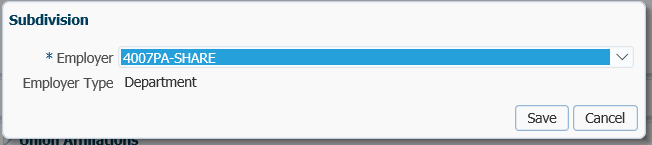 Subdivision
* Employer 4007PA-SHARE
Employer Type Department
Save Cancel
Union Affiliations